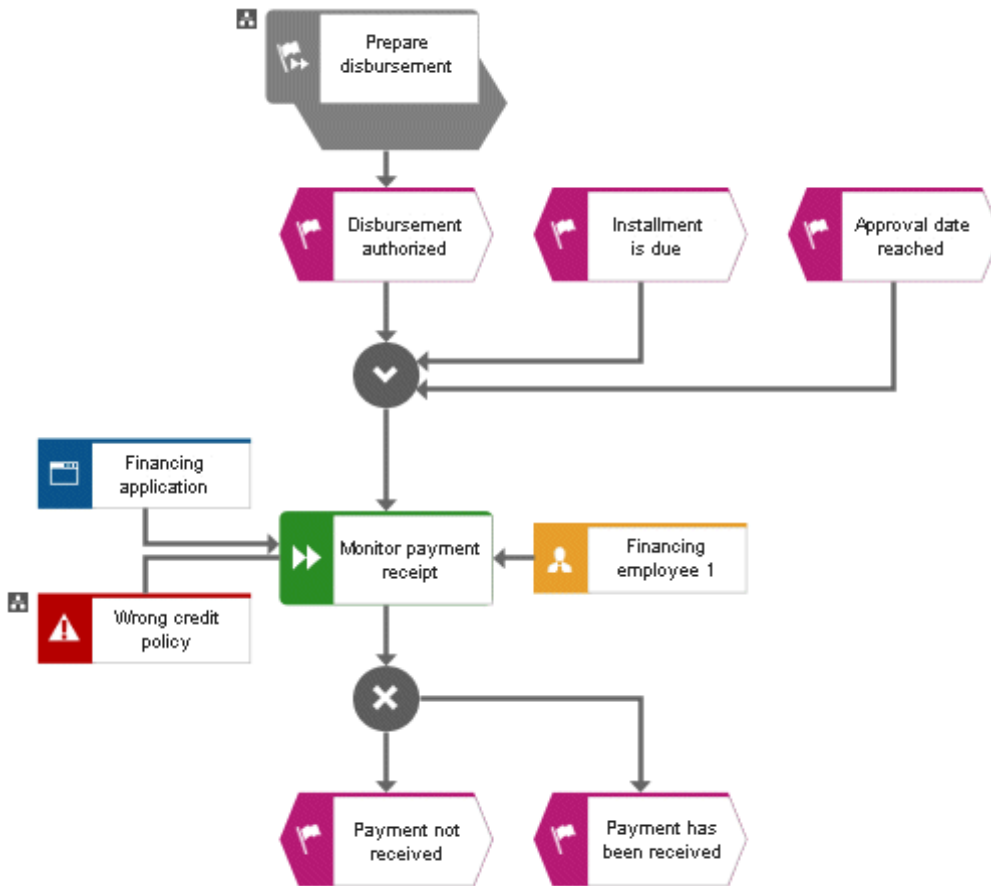 Prepare
disbursement
Disbursement
authorized
Installment
is due
Approval date
reached
Financing
application
Monitor payment
receipt
Financing
employee 1
Wrong credit
policy
Payment not
received
Payment has
been received